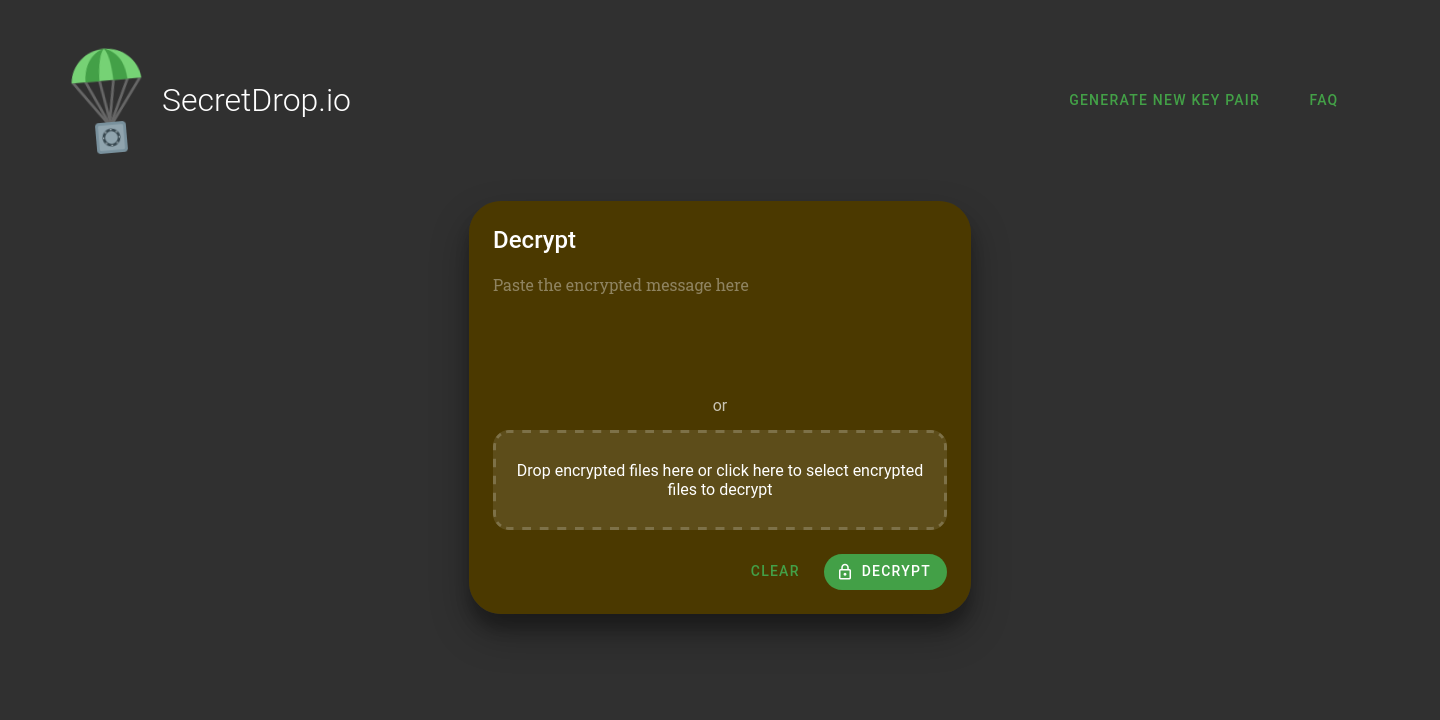 SecretDrop.io
GENERATE NEW KEY PAIR
FAQ
Decrypt
Paste the encrypted message here
or
Drop encrypted files here or click here to select encrypted
files to decrypt
CLEAR
DECRYPT